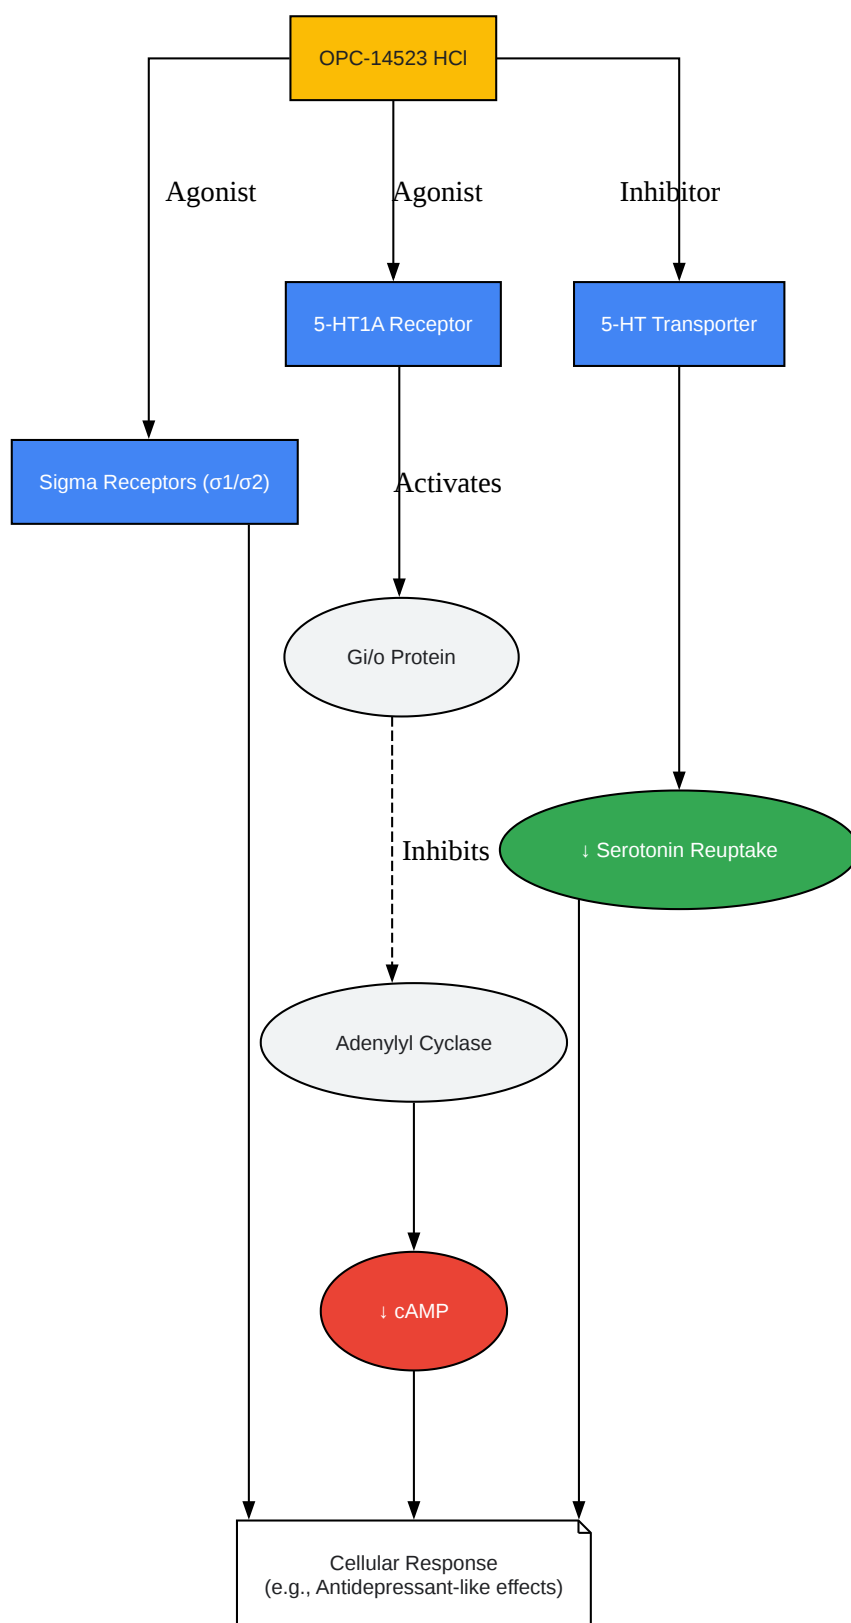 OPC-14523 HCl
Agonist
Agonist
Inhibitor
5-HT1A Receptor
5-HT Transporter
Sigma Receptors (σ1/σ2)
Activates
Gi/o Protein
Inhibits
↓ Serotonin Reuptake
Adenylyl Cyclase
↓ cAMP
Cellular Response
(e.g., Antidepressant-like effects)